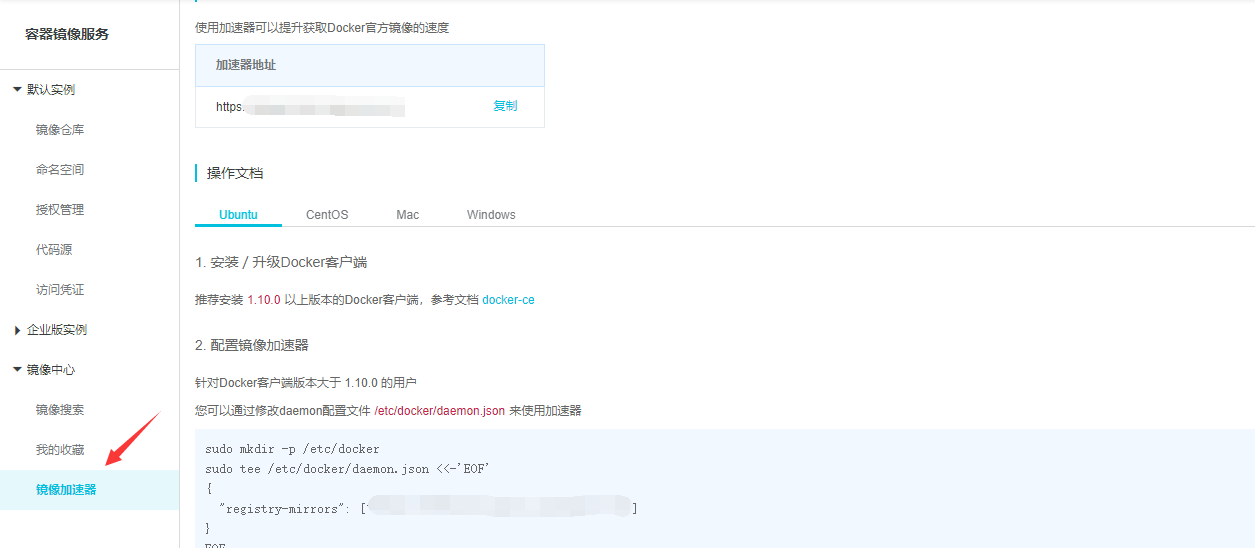 容器镜像服务
默认实例
镜像仓库
命名空间
授权管理
代码源
访问凭证
企业版实例
镜像中心
镜像搜索
我的收藏
镜像加速器
使用加速器可以提升获取Docker官方镜像的速度
加速器地址
https: 复制
操作文档
Ubuntu CentOS Mac Windows
1. 安装 / 升级Docker客户端
推荐安装 1.10.0 以上版本的Docker客户端，参考文档 docker-ce
2. 配置镜像加速器
针对Docker客户端版本大于 1.10.0 的用户
您可以通过修改daemon配置文件 /etc/docker/daemon.json 来使用加速器
sudo mkdir -p /etc/docker
sudo tee /etc/docker/daemon.json <<-'EOF'
{
"registry-mirrors": [" ]
}
EOF